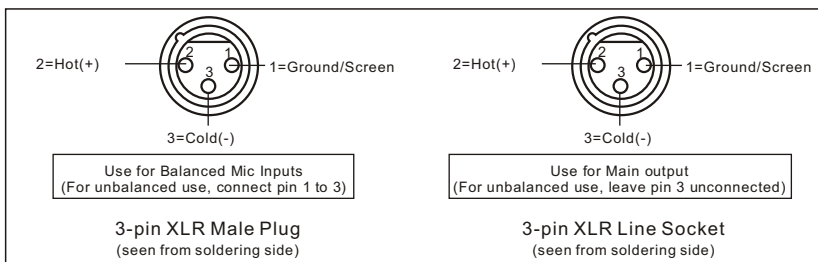 2
1
2=Hot(+)
1=Ground/Screen
3
3=Cold(-)
Use for Balanced Mic Inputs
(For unbalanced use, connect pin 1 to 3)
3-pin XLR Male Plug
(seen from soldering side)
2
1
2=Hot(+)
1=Ground/Screen
3
3=Cold(-)
Use for Main output
(For unbalanced use, leave pin 3 unconnected)
3-pin XLR Line Socket
(seen from soldering side)